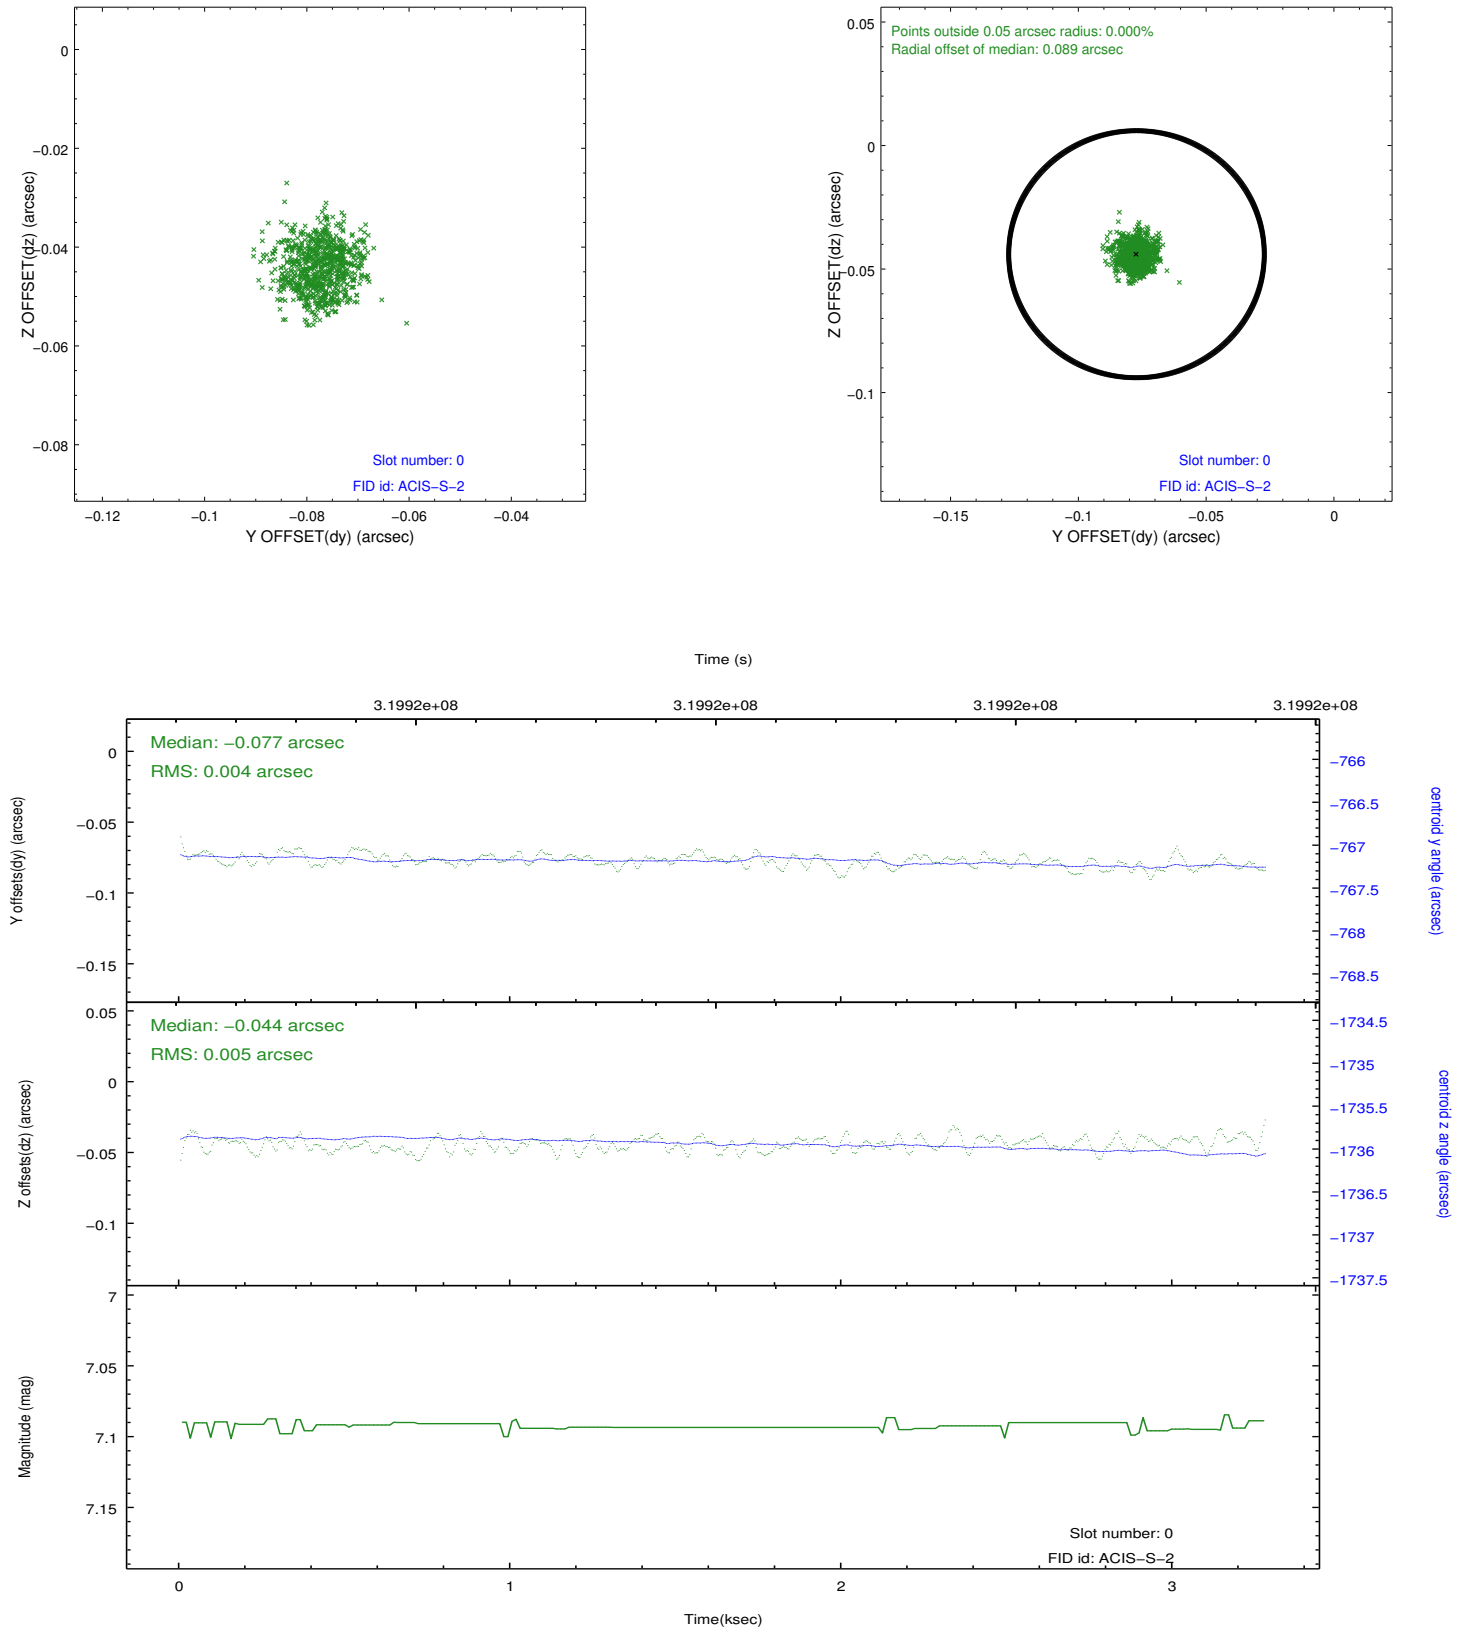 0
−0.02
−0.04
−0.06
−0.08
Z OFFSET(dz) (arcsec)
Slot number: 0
FID id: ACIS−S−2
−0.12
−0.1
−0.08
−0.06
−0.04
Y OFFSET(dy) (arcsec)
0.05
0
−0.05
−0.1
Z OFFSET(dz) (arcsec)
Points outside 0.05 arcsec radius: 0.000%
Radial offset of median: 0.089 arcsec
Slot number: 0
FID id: ACIS−S−2
−0.15
−0.1
−0.05
0
Y OFFSET(dy) (arcsec)
Time (s)
3.1992e+08
3.1992e+08
3.1992e+08
3.1992e+08
Median: −0.077 arcsec
RMS: 0.004 arcsec
0
−0.05
−0.1
−0.15
Y offsets(dy) (arcsec)
−766
−766.5
−767
−767.5
−768
−768.5
centroid y angle (arcsec)
Median: −0.044 arcsec
RMS: 0.005 arcsec
0.05
0
−0.05
−0.1
Z offsets(dz) (arcsec)
−1734.5
−1735
−1735.5
−1736
−1736.5
−1737
−1737.5
centroid z angle (arcsec)
7
7.05
7.1
7.15
Magnitude (mag)
Slot number: 0
FID id: ACIS−S−2
0
1
2
3
Time(ksec)